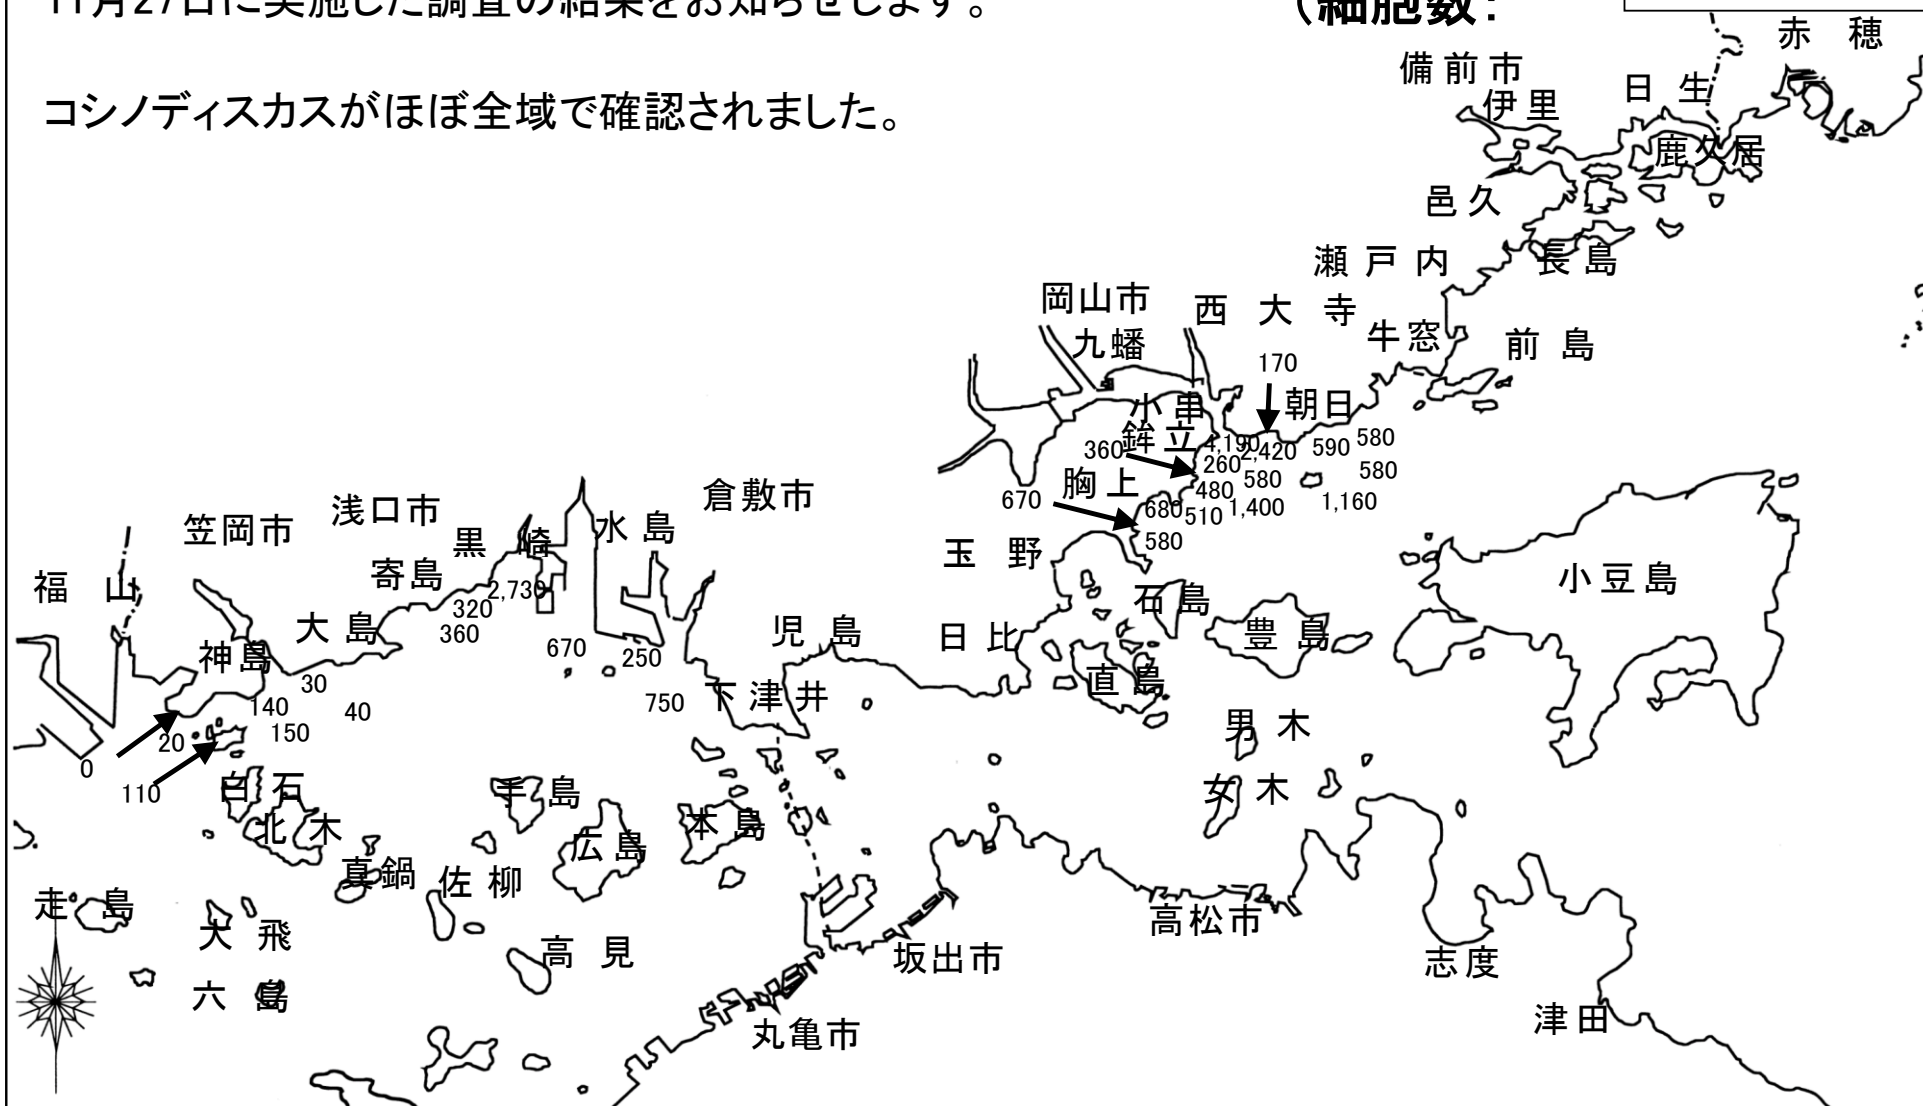 11月27日に実施した調査の結果をお知らせします。
（細胞数:
コシノディスカスがほぼ全域で確認されました。
赤 穂
備前市
日 生
伊里
鹿久居
邑久
瀬戸内
長島
岡山市
西大寺
九蟠
牛窓
前島
170
小串
朝日
鉾立
360
4,190
2,420
590
580
260
580
580
胸上
670
480
1,400
1,160
680
510
580
倉敷市
浅口市
笠岡市
水島
黒崎
玉野
寄島
福山
2,730
320
360
小豆島
石島
大島
児島
日比
豊島
神島
670
250
30
直島
140
40
750
下津井
150
男木
20
0
110
白石
手島
女木
北木
広島
本島
真鍋
佐柳
走島
高松市
大飛
高見
坂出市
志度
六島
津田
丸亀市